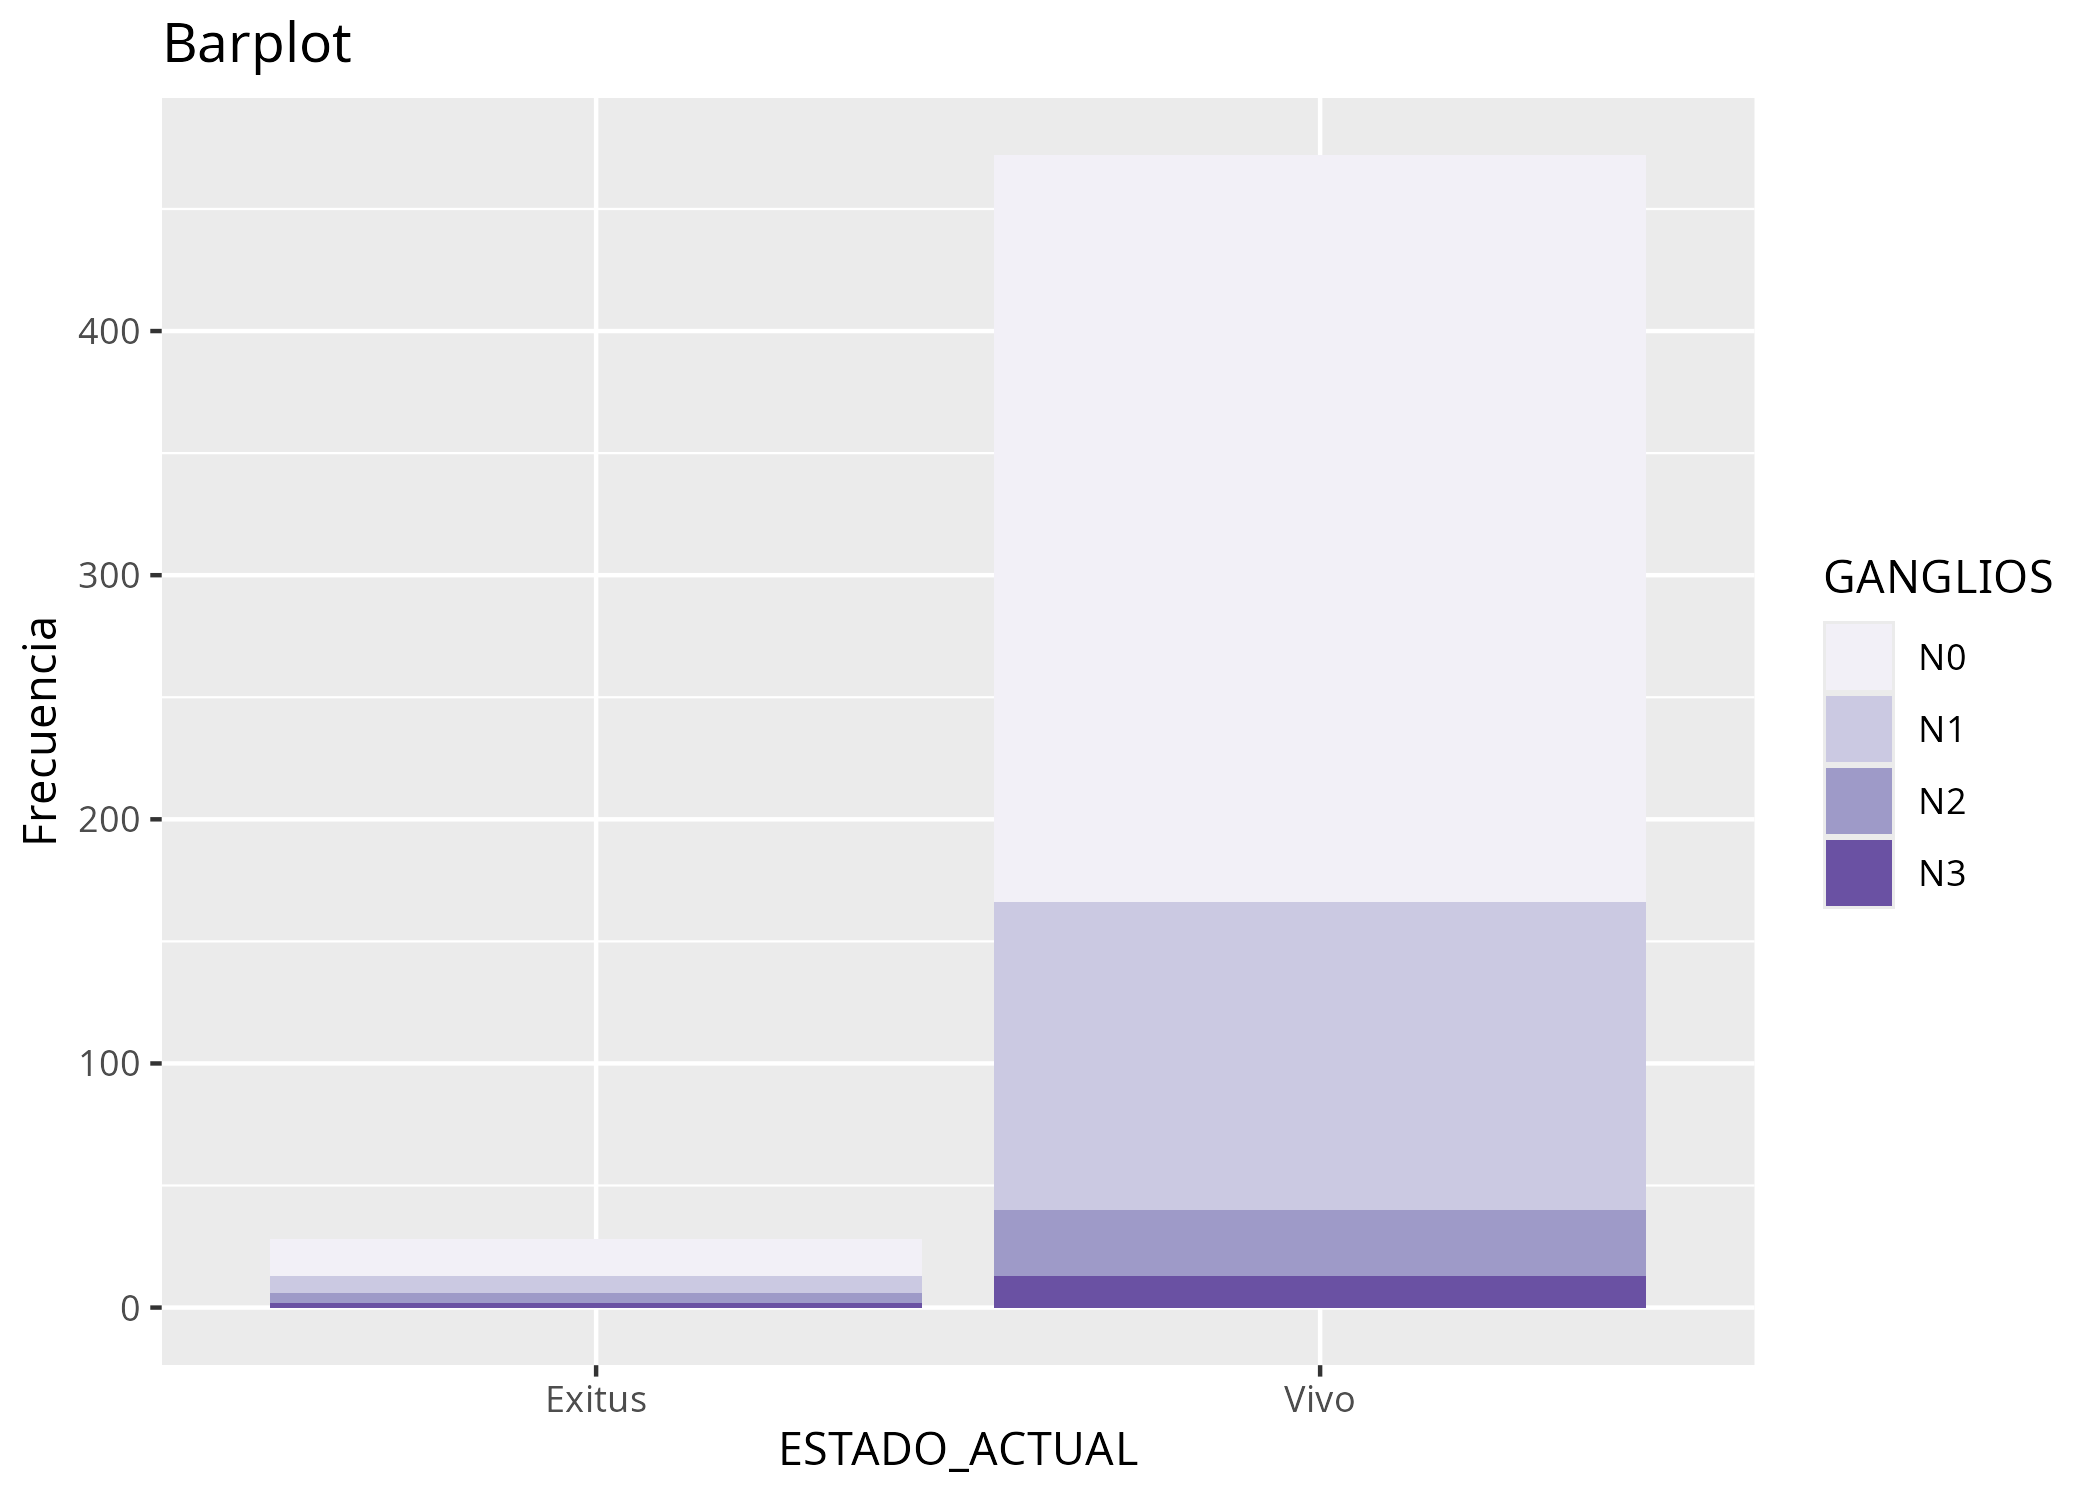 Barplot
Frecuencia
400
300
200
100
0
Exitus
Vivo
ESTADO_ACTUAL
GANGLIOS
N0
N1
N2
N3